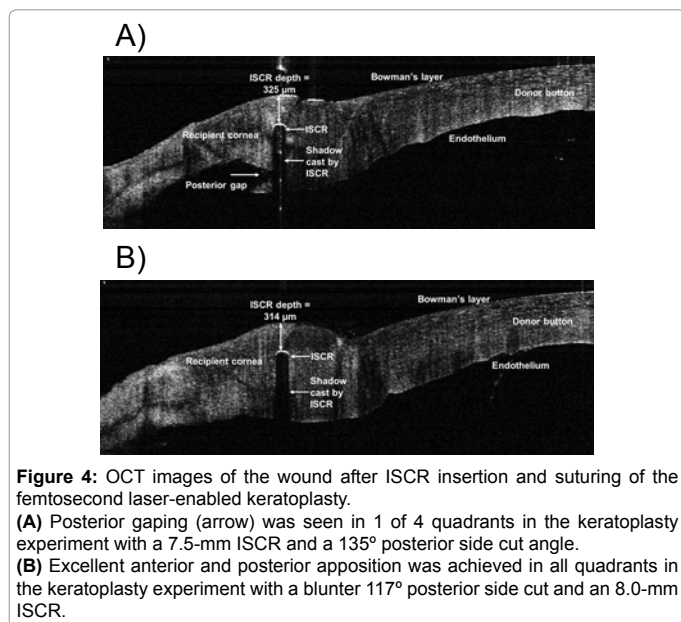 A)
ISCR depth =
325 µm
Bowman's layer
Donor button
ISCR
Recipient cornea
Endothelium
Shadow
cast by
ISCR
Posterior gap
B)
ISCR depth =
314 µm
Bowman's layer
Donor button
ISCR
Recipient cornea
Endothelium
Shadow
cast by
ISCR
Figure 4: OCT images of the wound after ISCR insertion and suturing of the
femtosecond laser-enabled keratoplasty.
(A) Posterior gaping (arrow) was seen in 1 of 4 quadrants in the keratoplasty
experiment with a 7.5-mm ISCR and a 135º posterior side cut angle.
(B) Excellent anterior and posterior apposition was achieved in all quadrants in
the keratoplasty experiment with a blunter 117º posterior side cut and an 8.0-mm
ISCR.